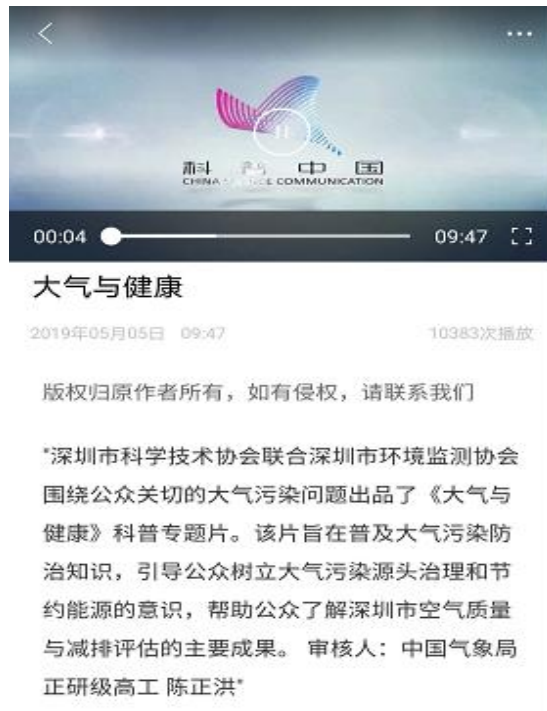 科普中国
CHINA SCIENCE COMMUNICATION
00:04
09:47
大气与健康
2019年05月05日 09:47
10383次播放
版权归原作者所有，如有侵权，请联系我们
"深圳市科学技术协会联合深圳市环境监测协会
围绕公众关切的大气污染问题出品了《大气与
健康》科普专题片。该片旨在普及大气污染防
治知识，引导公众树立大气污染源头治理和节
约能源的意识，帮助公众了解深圳市空气质量
与减排评估的主要成果。 审核人：中国气象局
正研级高工 陈正洪"